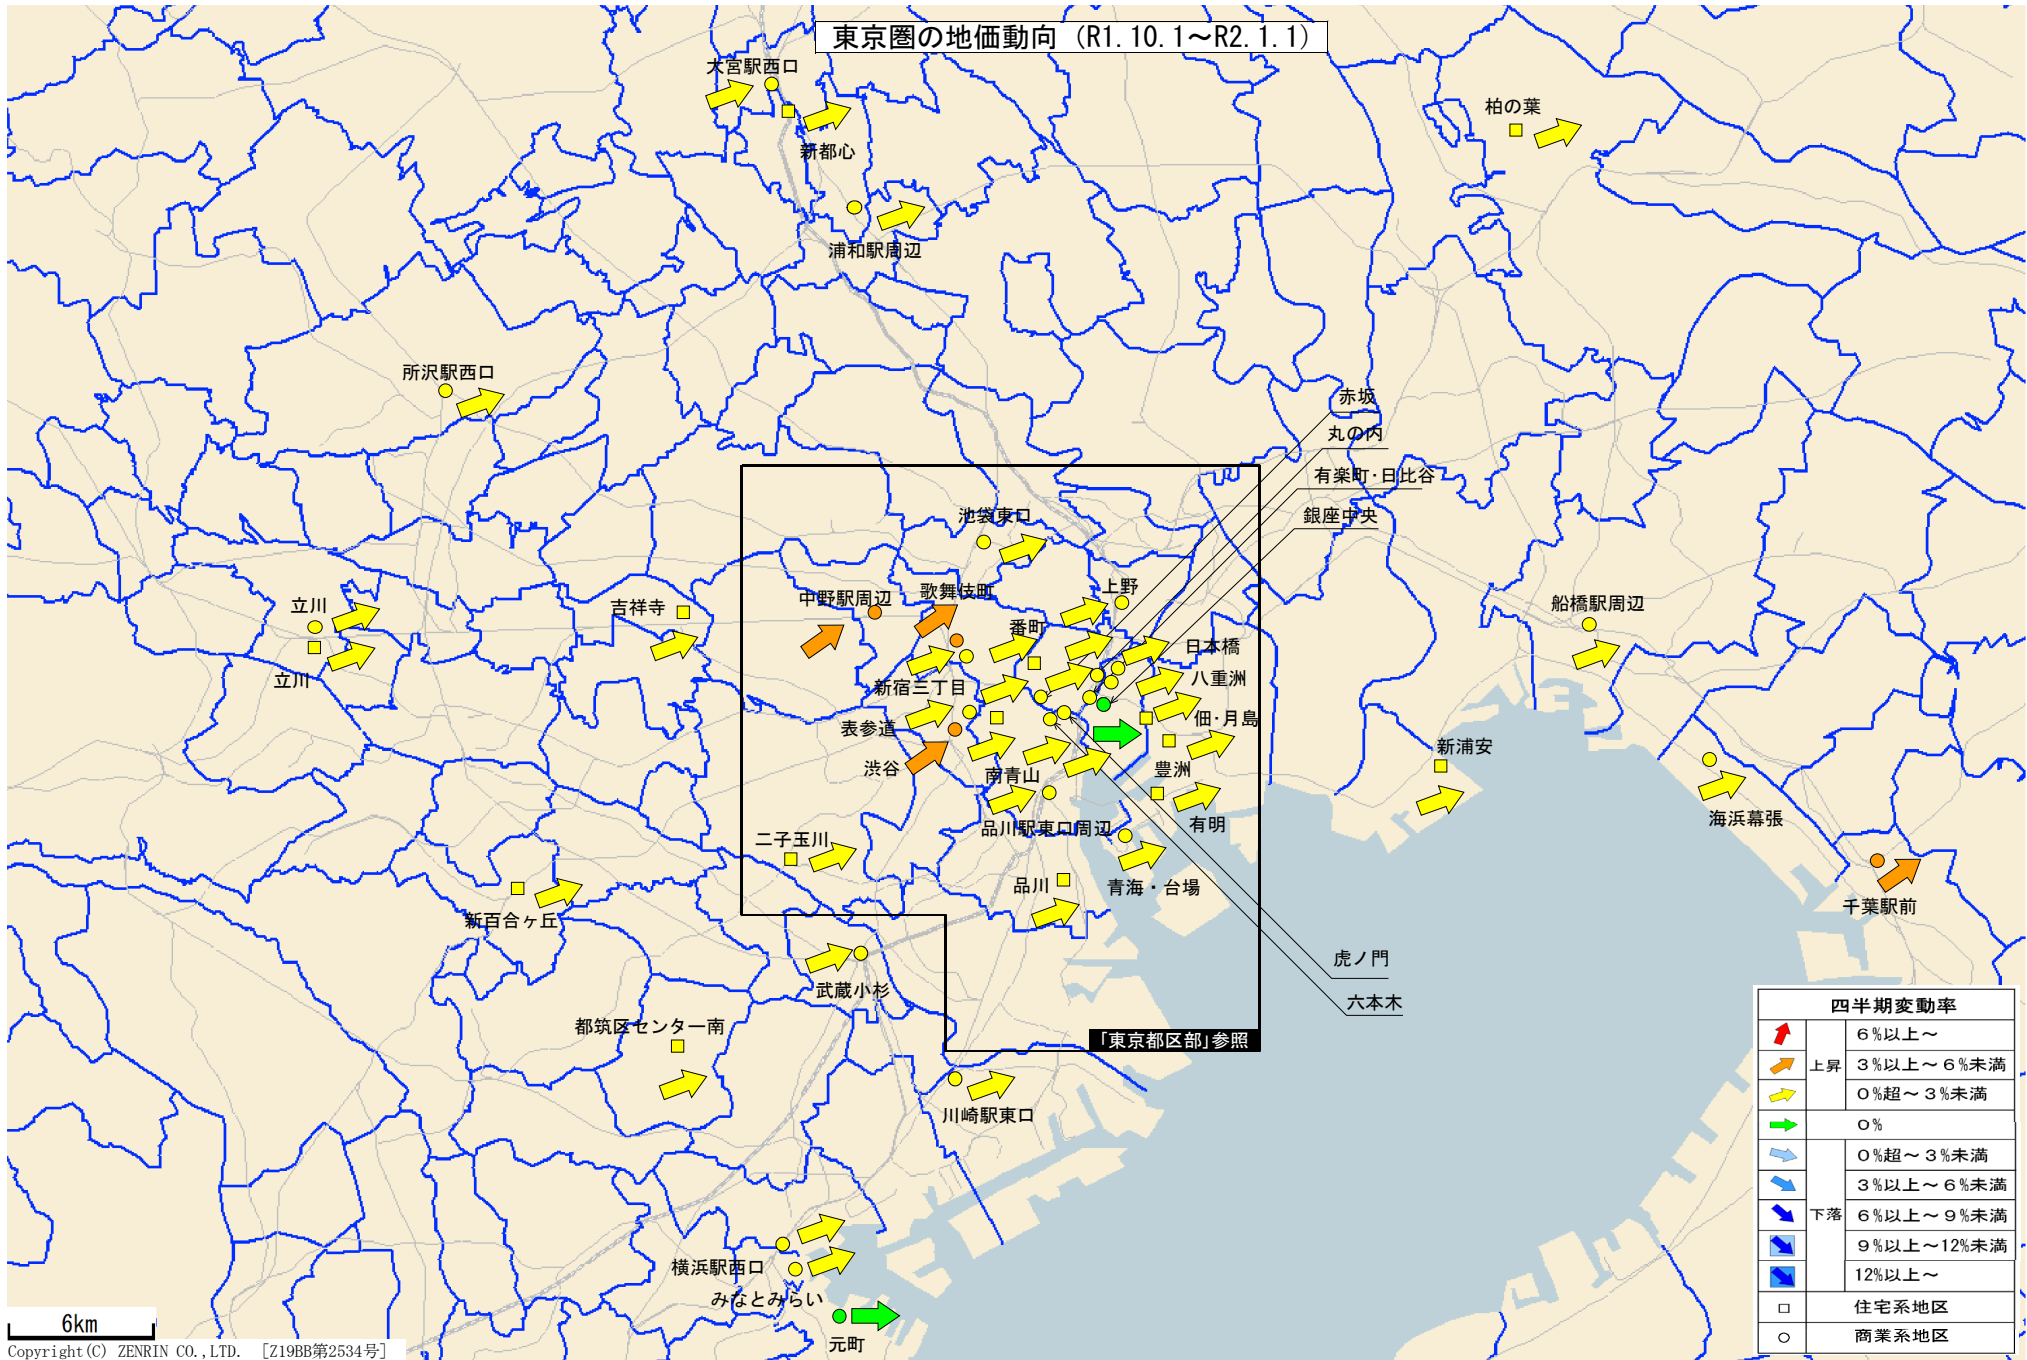 東京圏の地価動向（R1.10.1～R2.1.1）
大宮駅西口
新都心
浦和駅周辺
柏の葉
所沢駅西口
赤坂
丸の内
有楽町･日比谷
銀座中央
池袋東口
上野
立川
立川
吉祥寺
中野駅周辺
歌舞伎町
番町
日本橋
八重洲
新宿三丁目
佃･月島
表参道
渋谷
南青山
豊洲
品川駅東口周辺
有明
二子玉川
品川
青海・台場
船橋駅周辺
新浦安
海浜幕張
千葉駅前
新百合ヶ丘
武蔵小杉
虎ノ門
六本木
都筑区センター南
「東京都区部」参照
川崎駅東口
横浜駅西口
みなとみらい
元町
四半期変動率
上昇
６%以上～
３%以上～６%未満
０%超～３%未満
０%
下落
０%超～３%未満
３%以上～６%未満
６%以上～９%未満
９%以上～12%未満
12%以上～
住宅系地区
商業系地区
6km
Copyright(C) ZENRIN CO.,LTD. [Z19BB第2534号]